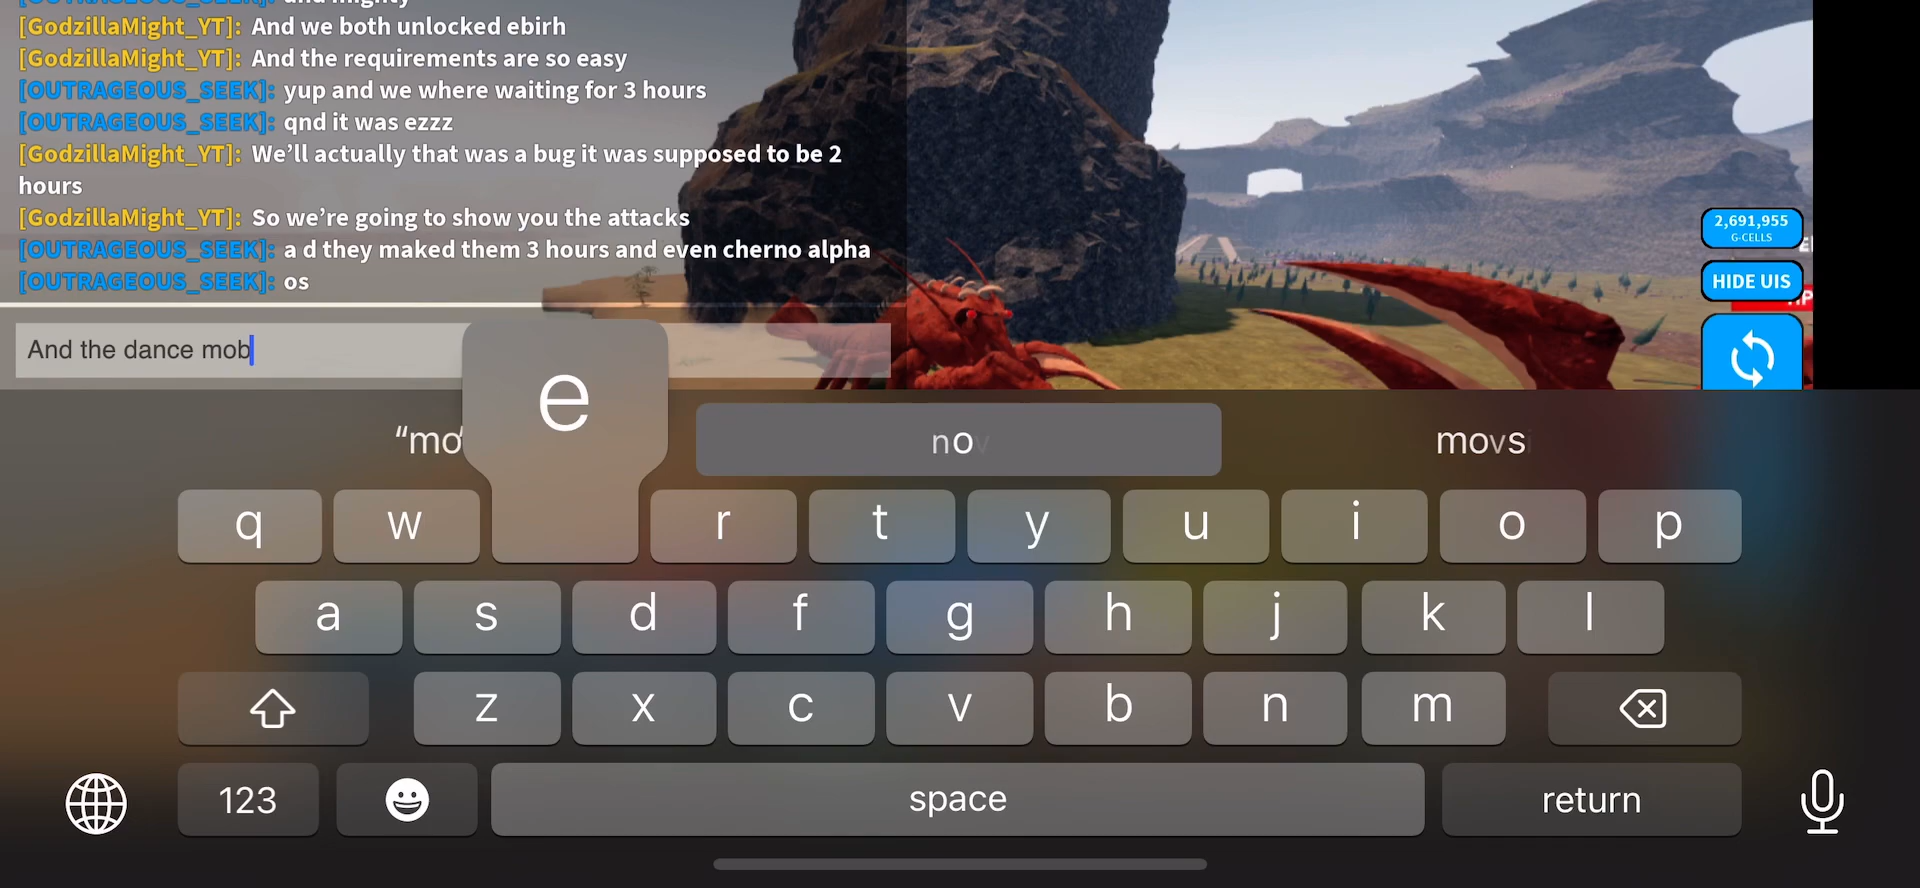 [GodzillaMight_YT]: And we both unlocked ebirh
[GodzillaMight_YT]: And the requirements are so easy
[OUTRAGEOUS_SEEK]: yup and we where waiting for 3 hours
[OUTRAGEOUS_SEEK]: qnd it was ezzz
[GodzillaMight_YT]: We’ll actually that was a bug it was supposed to be 2
hours
[GodzillaMight_YT]: So we’re going to show you the attacks
[OUTRAGEOUS_SEEK]: a d they maked them 3 hours and even cherno alpha
[OUTRAGEOUS_SEEK]: os
2,691,955
G-CELLS
HIDE UIS
And the dance mob
e
q w r t y u i o p
a s d f g h j k l
z x c v b n m
123 space return